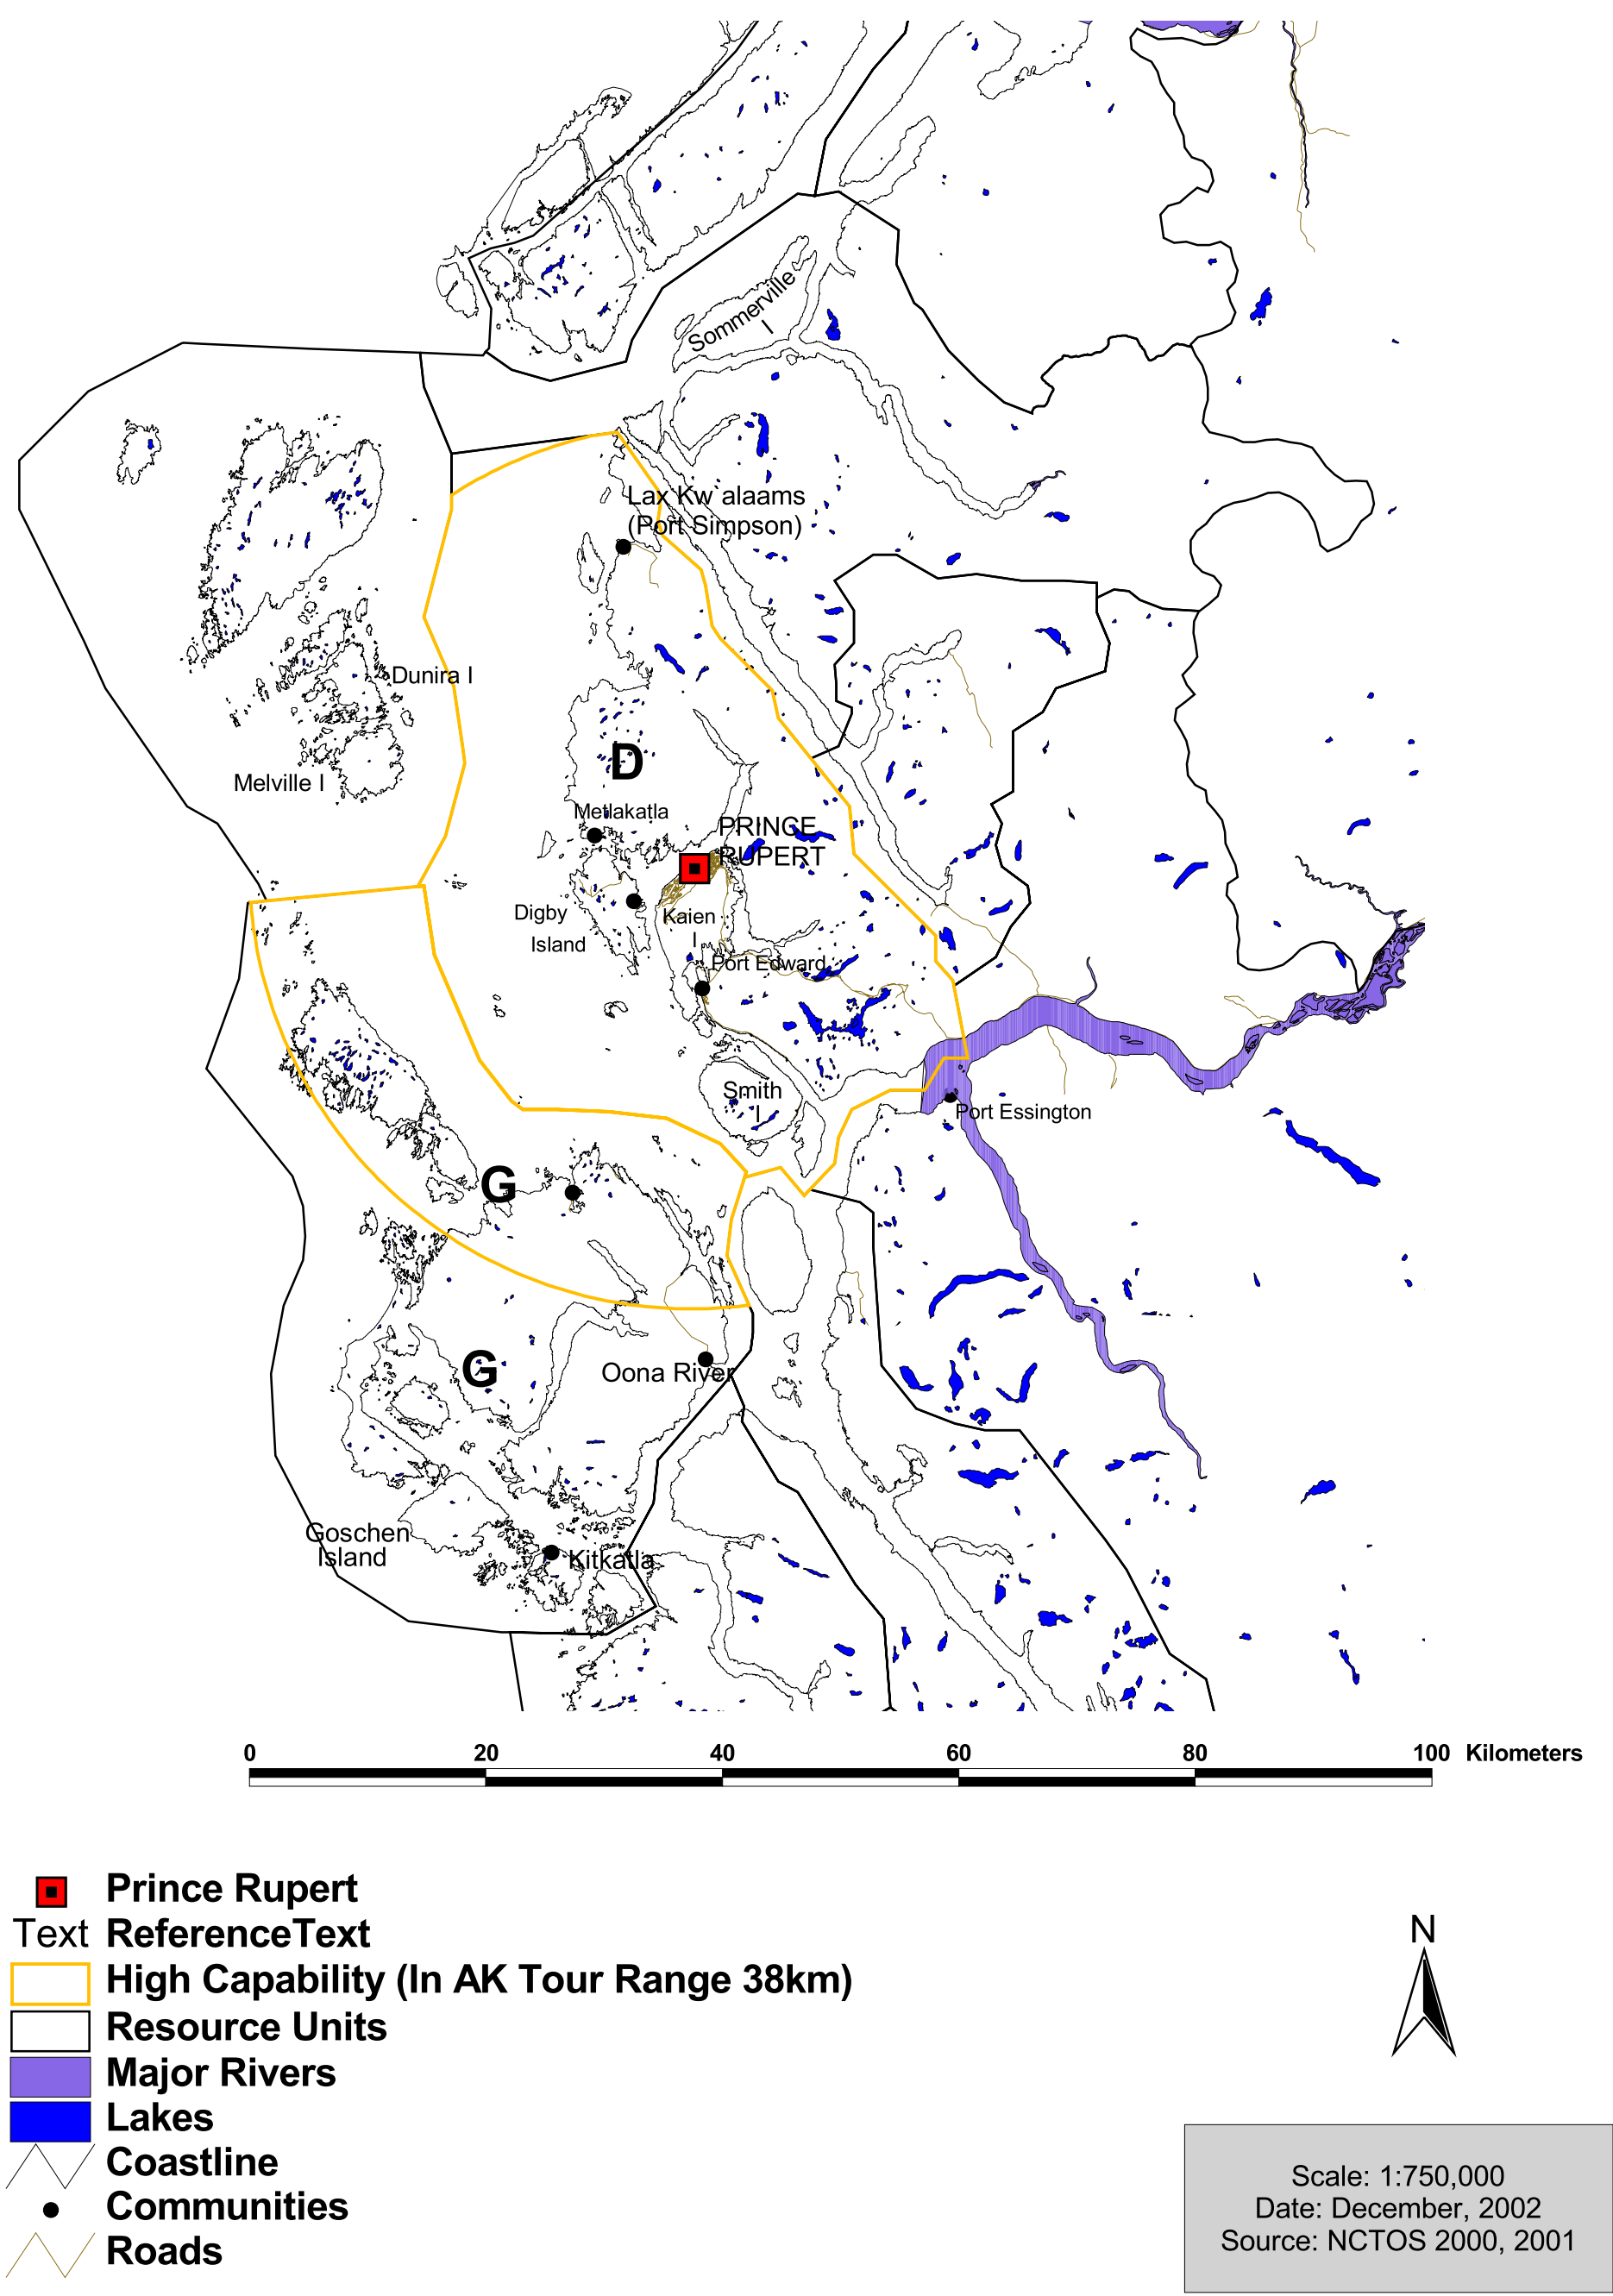 Sommerville
I
Lax Kw`alaams
(Port Simpson)
Dunira I
D
Melville I
Metlakatla
PRINCE
RUPERT
Digby
Island
Kaien
I
Port Edward
Smith
I
Port Essington
G
G
Oona River
Goschen
Island
Kitkatla
0 20 40 60 80 100 Kilometers
Prince Rupert
Text ReferenceText
High Capability (In AK Tour Range 38km)
Resource Units
Major Rivers
Lakes
Coastline
Communities
Roads
N
Scale: 1:750,000
Date: December, 2002
Source: NCTOS 2000, 2001